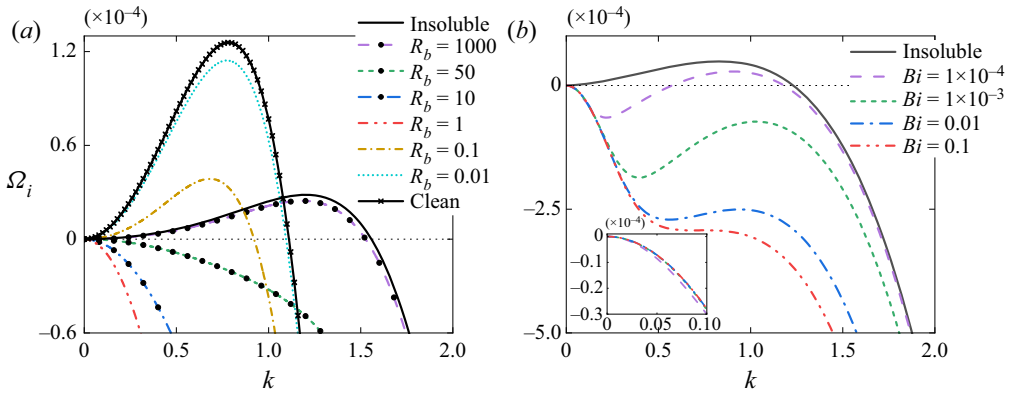 (a)
(×10⁻⁴)
1.2
0.6
0
–0.6
Ω_i
0
0.5
1.0
1.5
2.0
k
Insoluble
R_b = 1000
R_b = 50
R_b = 10
R_b = 1
R_b = 0.1
R_b = 0.01
Clean
(b)
(×10⁻⁴)
0
–2.5
–5.0
0
0.5
1.0
1.5
2.0
k
Insoluble
Bi = 1×10⁻⁴
Bi = 1×10⁻³
Bi = 0.01
Bi = 0.1
(×10⁻⁴)
0
–0.1
–0.2
–0.3
0
0.05
0.10